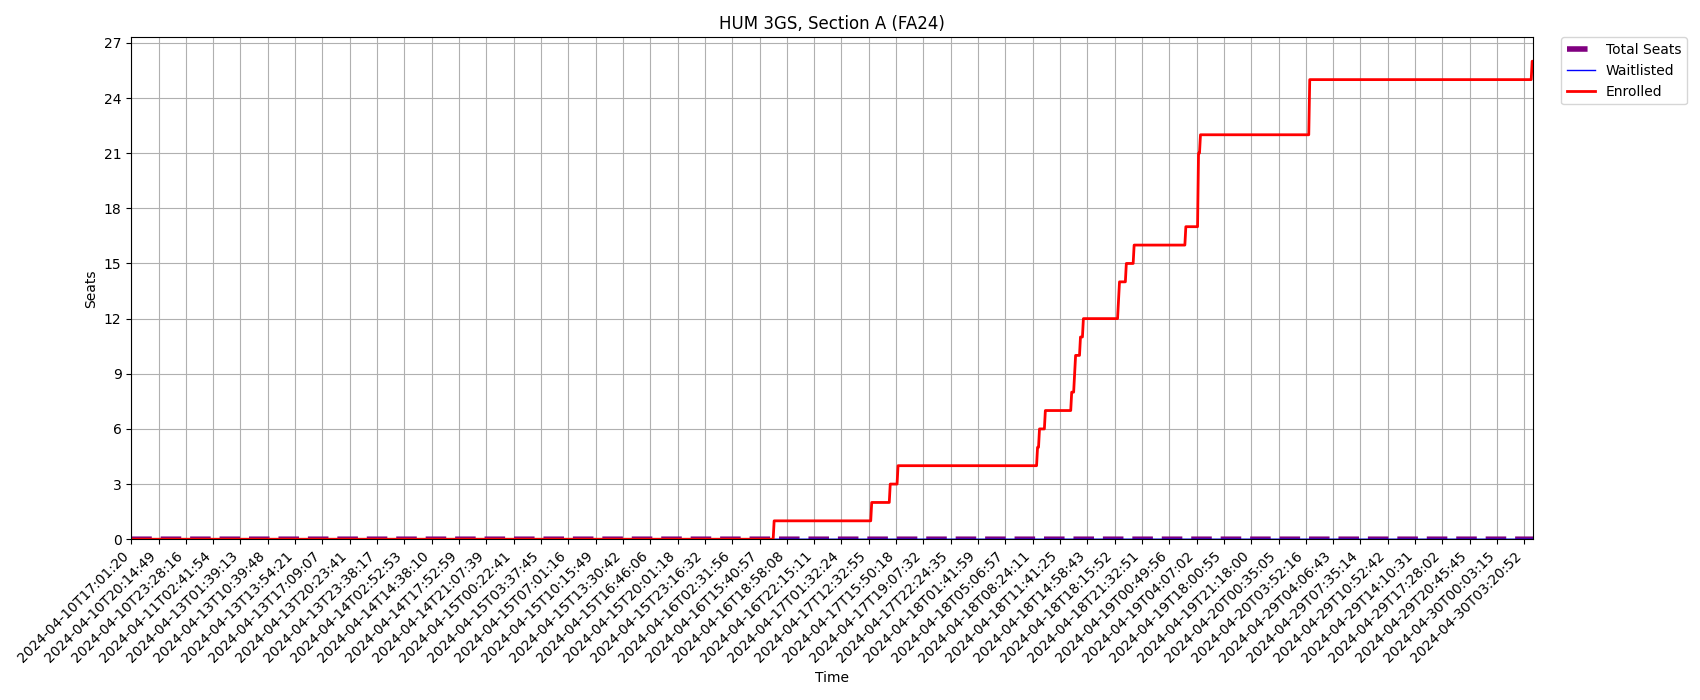 HUM 3GS, Section A (FA24)
Total Seats
Waitlisted
Enrolled
27
24
21
18
15
12
9
6
3
0
Seats
2024-04-10T17:01:20
2024-04-10T20:14:49
2024-04-10T23:28:16
2024-04-11T02:41:54
2024-04-13T01:39:13
2024-04-13T10:39:48
2024-04-13T13:54:21
2024-04-13T17:09:07
2024-04-13T20:23:41
2024-04-13T23:38:17
2024-04-14T02:52:53
2024-04-14T14:38:10
2024-04-14T17:52:59
2024-04-14T21:07:39
2024-04-15T00:22:41
2024-04-15T03:37:45
2024-04-15T07:01:16
2024-04-15T10:15:49
2024-04-15T13:30:42
2024-04-15T16:46:06
2024-04-15T20:01:18
2024-04-15T23:16:32
2024-04-16T02:31:56
2024-04-16T15:40:57
2024-04-16T18:58:08
2024-04-16T22:15:11
2024-04-17T01:32:24
2024-04-17T12:32:55
2024-04-17T15:50:18
2024-04-17T19:07:32
2024-04-17T22:24:35
2024-04-18T01:41:59
2024-04-18T05:06:57
2024-04-18T08:24:11
2024-04-18T11:41:25
2024-04-18T14:58:43
2024-04-18T18:15:52
2024-04-18T21:32:51
2024-04-19T00:49:56
2024-04-19T04:07:02
2024-04-19T18:00:55
2024-04-19T21:18:00
2024-04-20T00:35:05
2024-04-20T03:52:16
2024-04-29T04:06:43
2024-04-29T07:35:14
2024-04-29T10:52:42
2024-04-29T14:10:31
2024-04-29T17:28:02
2024-04-29T20:45:45
2024-04-30T00:03:15
2024-04-30T03:20:52
Time